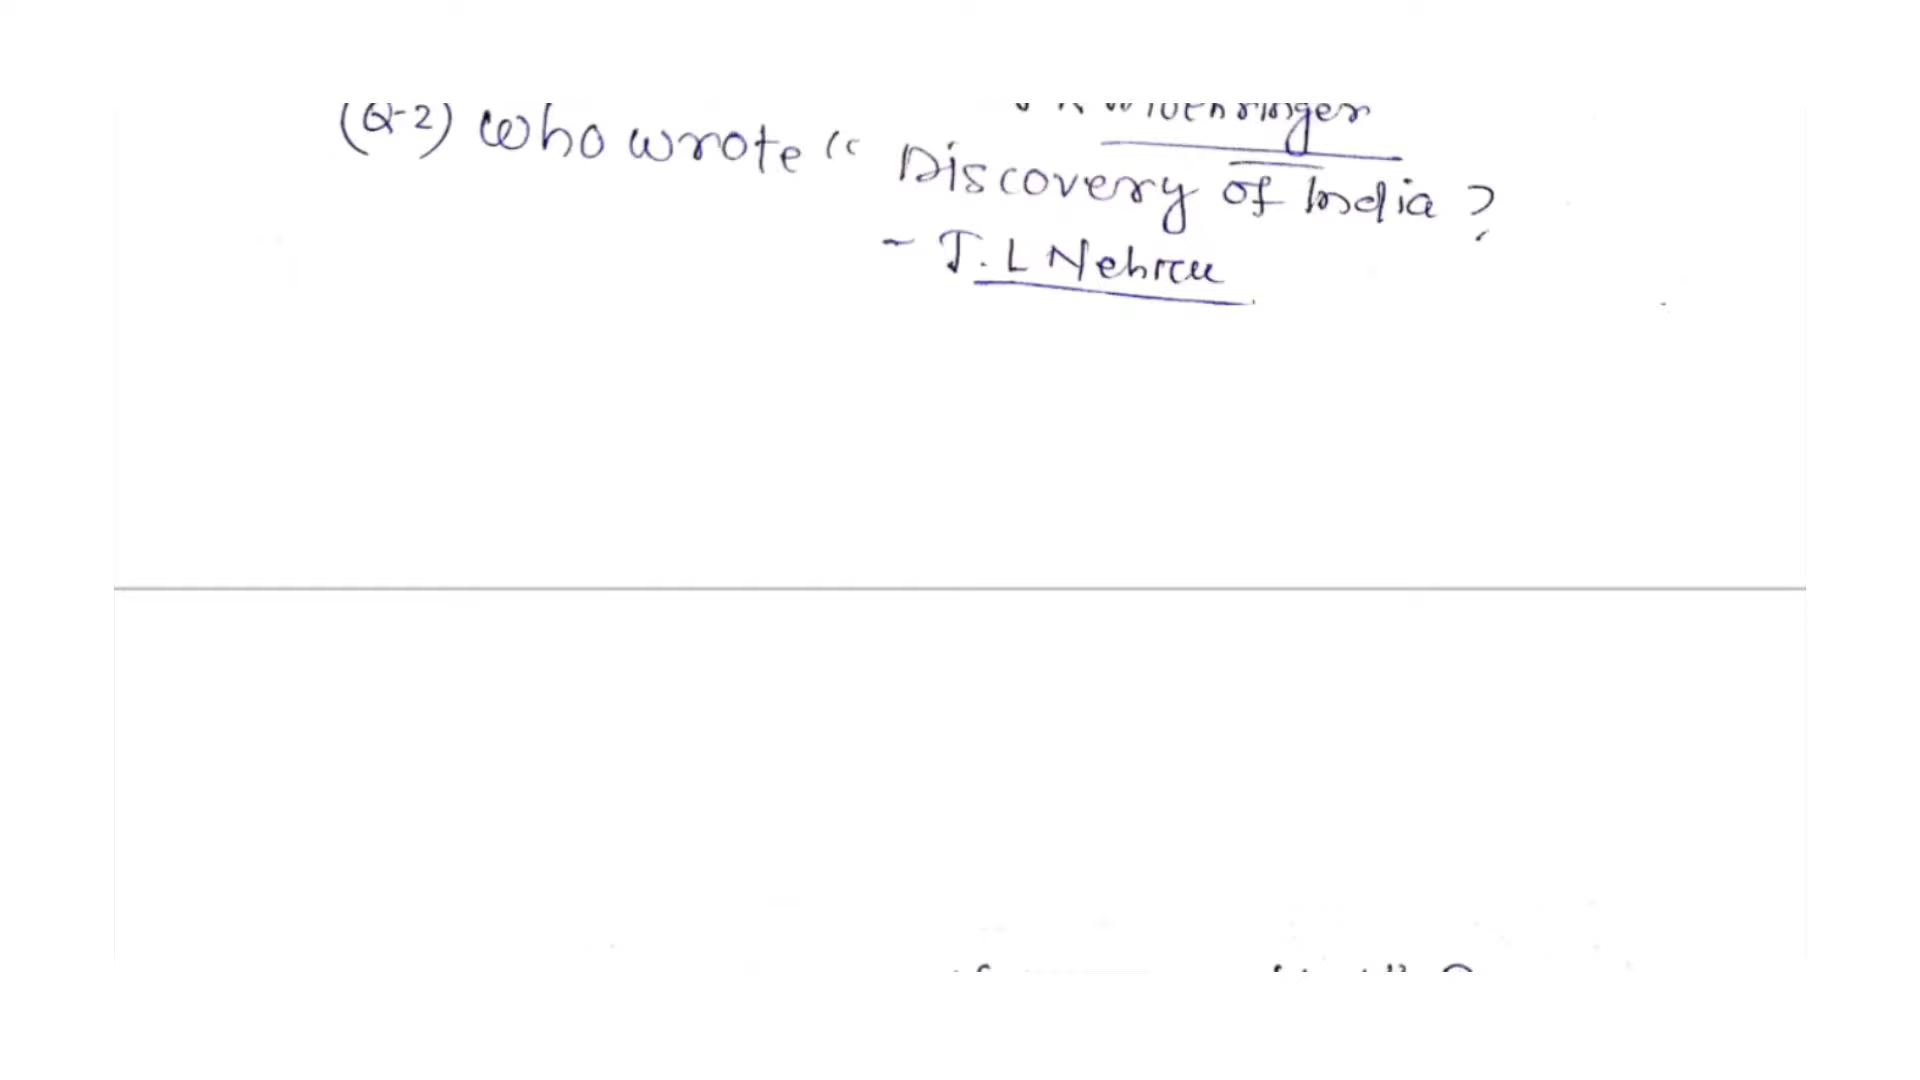 (Q-2) Who wrote “ Discovery of India ?
- J. L Nehru